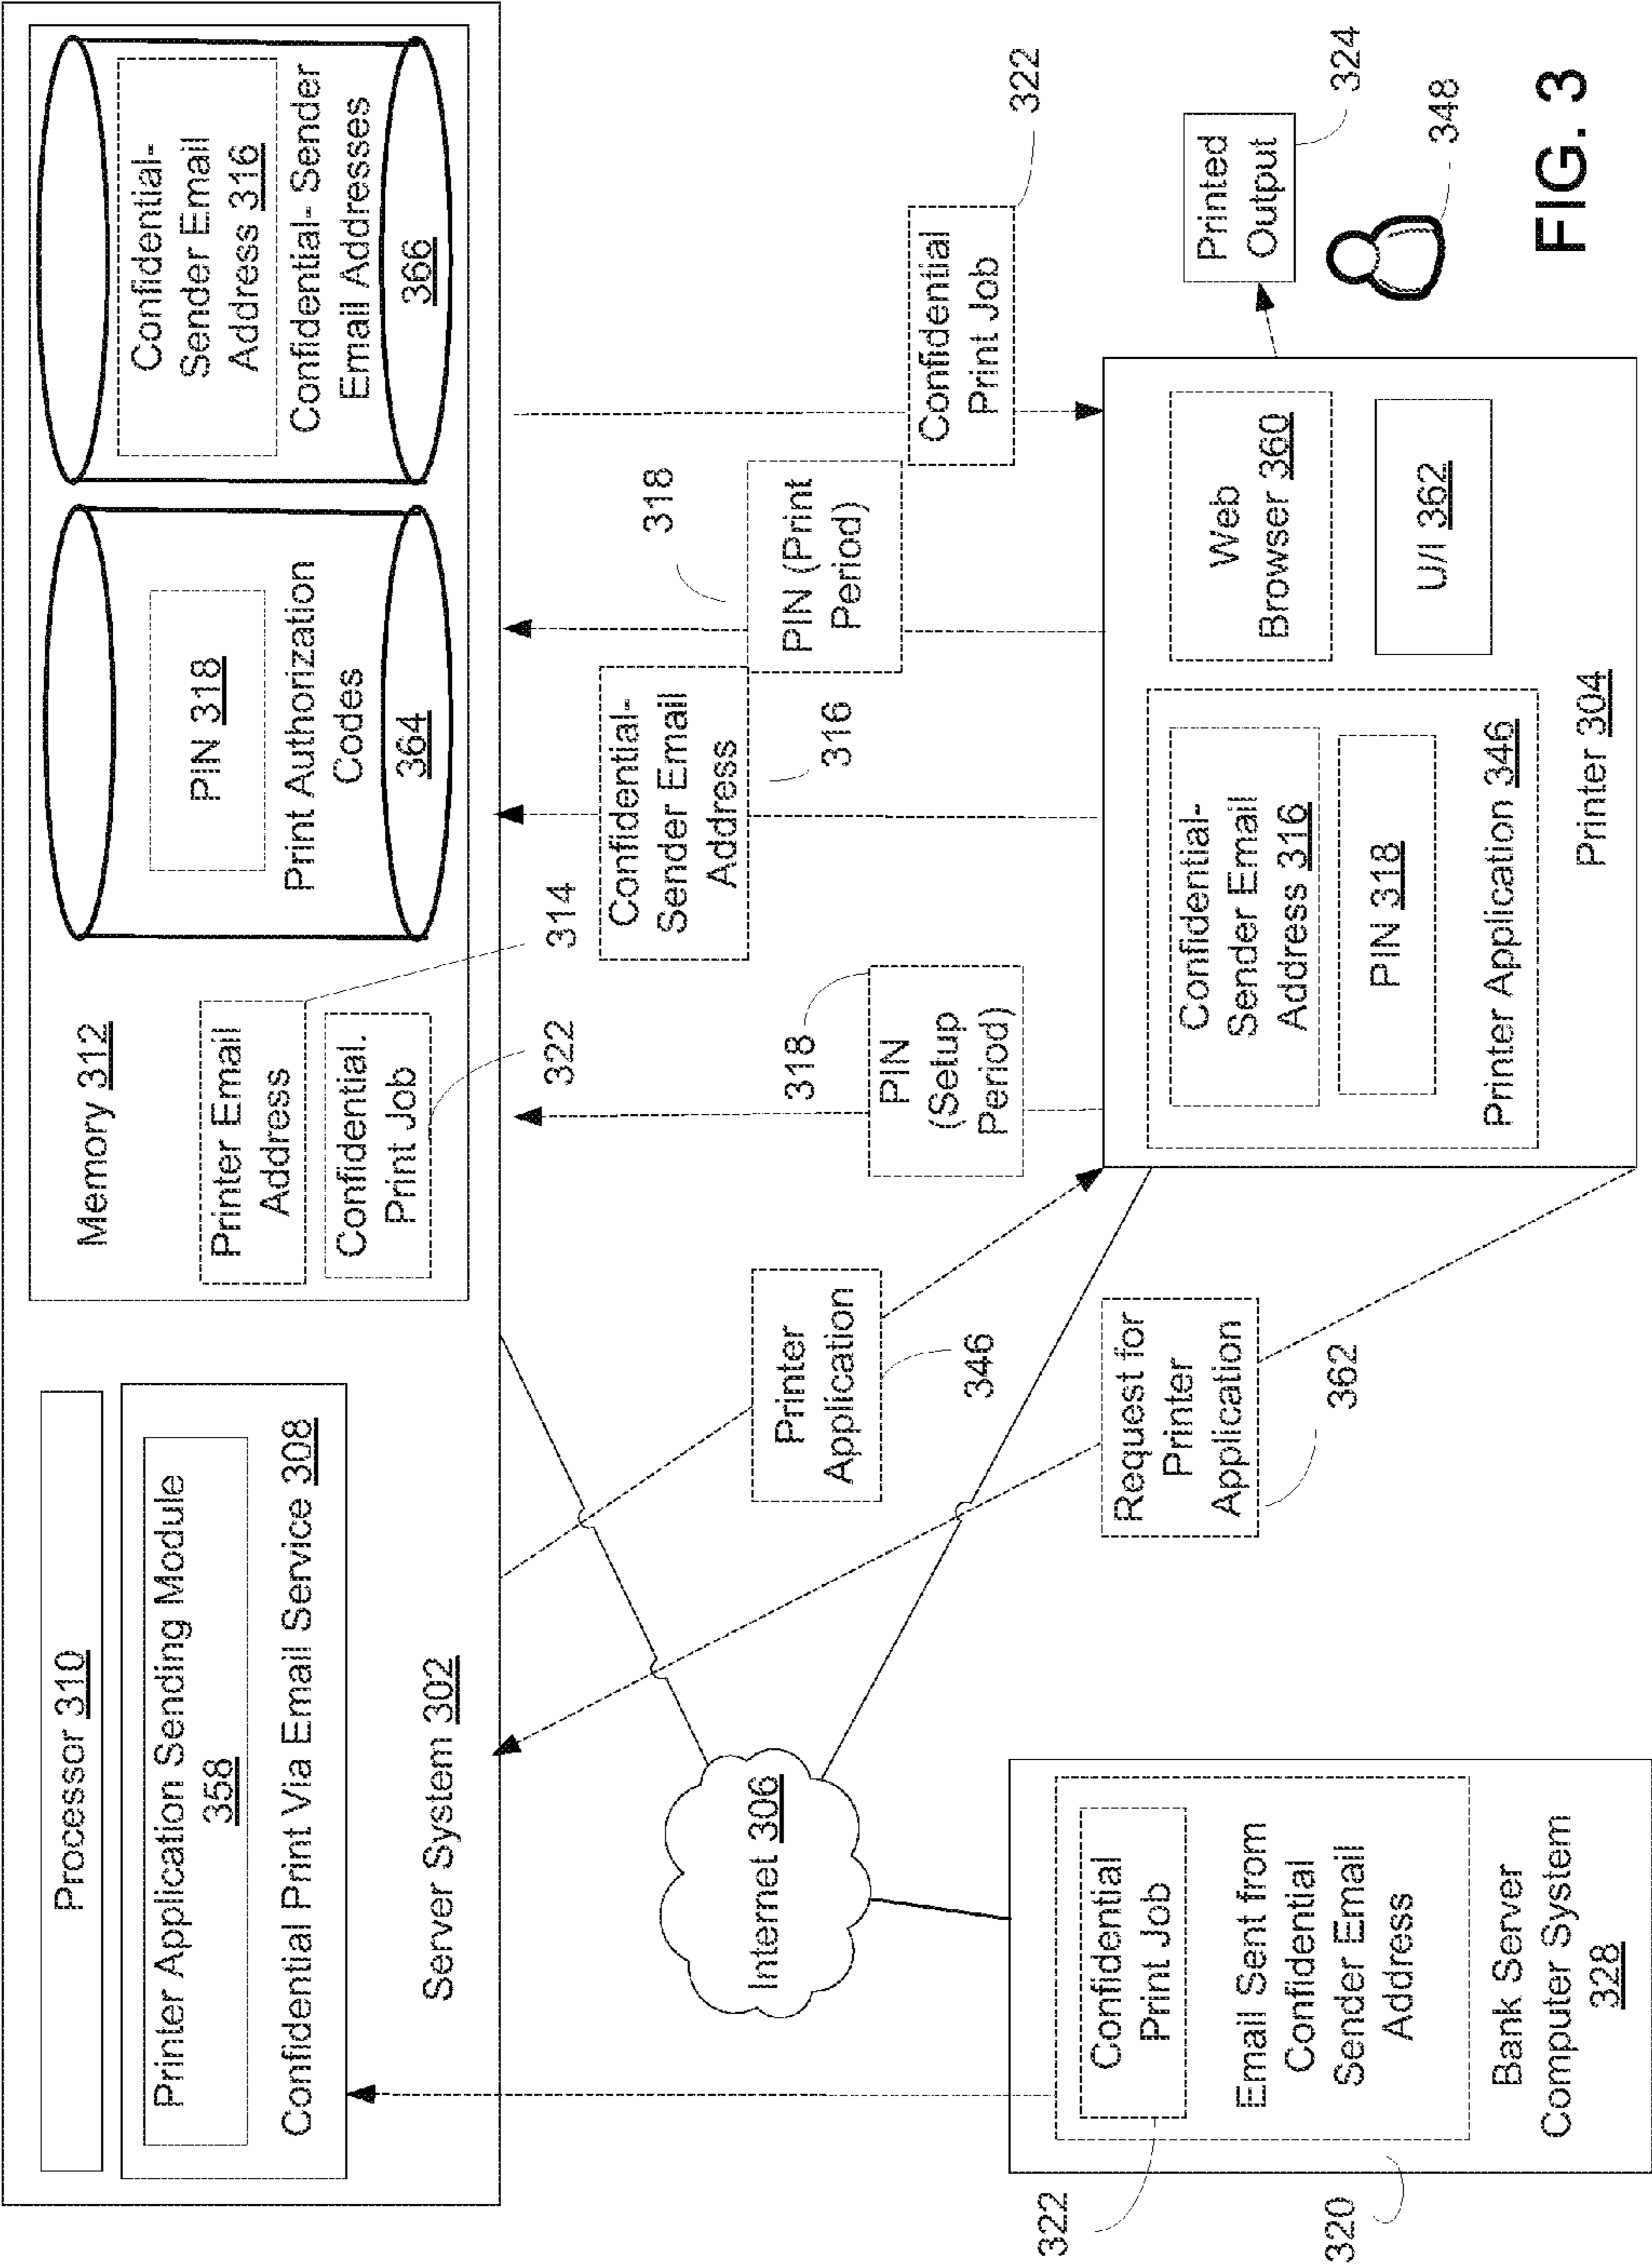 Processor 310
Printer Application Sending Module
358
Confidential Print Via Email Service 308
Server System 302
Memory 312
Printer Email
Address
314
Confidential.
Print Job
322
PIN 318
Print Authorization
Codes
364
Confidential-
Sender Email
Address 316
Confidential- Sender
Email Addresses
366
Internet 306
Printer
Application
346
Request for
Printer
Application
362
318
PIN
(Setup
Period)
Confidential-
Sender Email
Address
316
318
PIN (Print
Period)
Confidential
Print Job
322
322
320
Confidential
Print Job
Email Sent from
Confidential
Sender Email
Address
Bank Server
Computer System
328
Confidential-
Sender Email
Address 316
PIN 318
Printer Application 346
Printer 304
Web
Browser 360
U/I 362
Printed
Output
324
348
FIG. 3